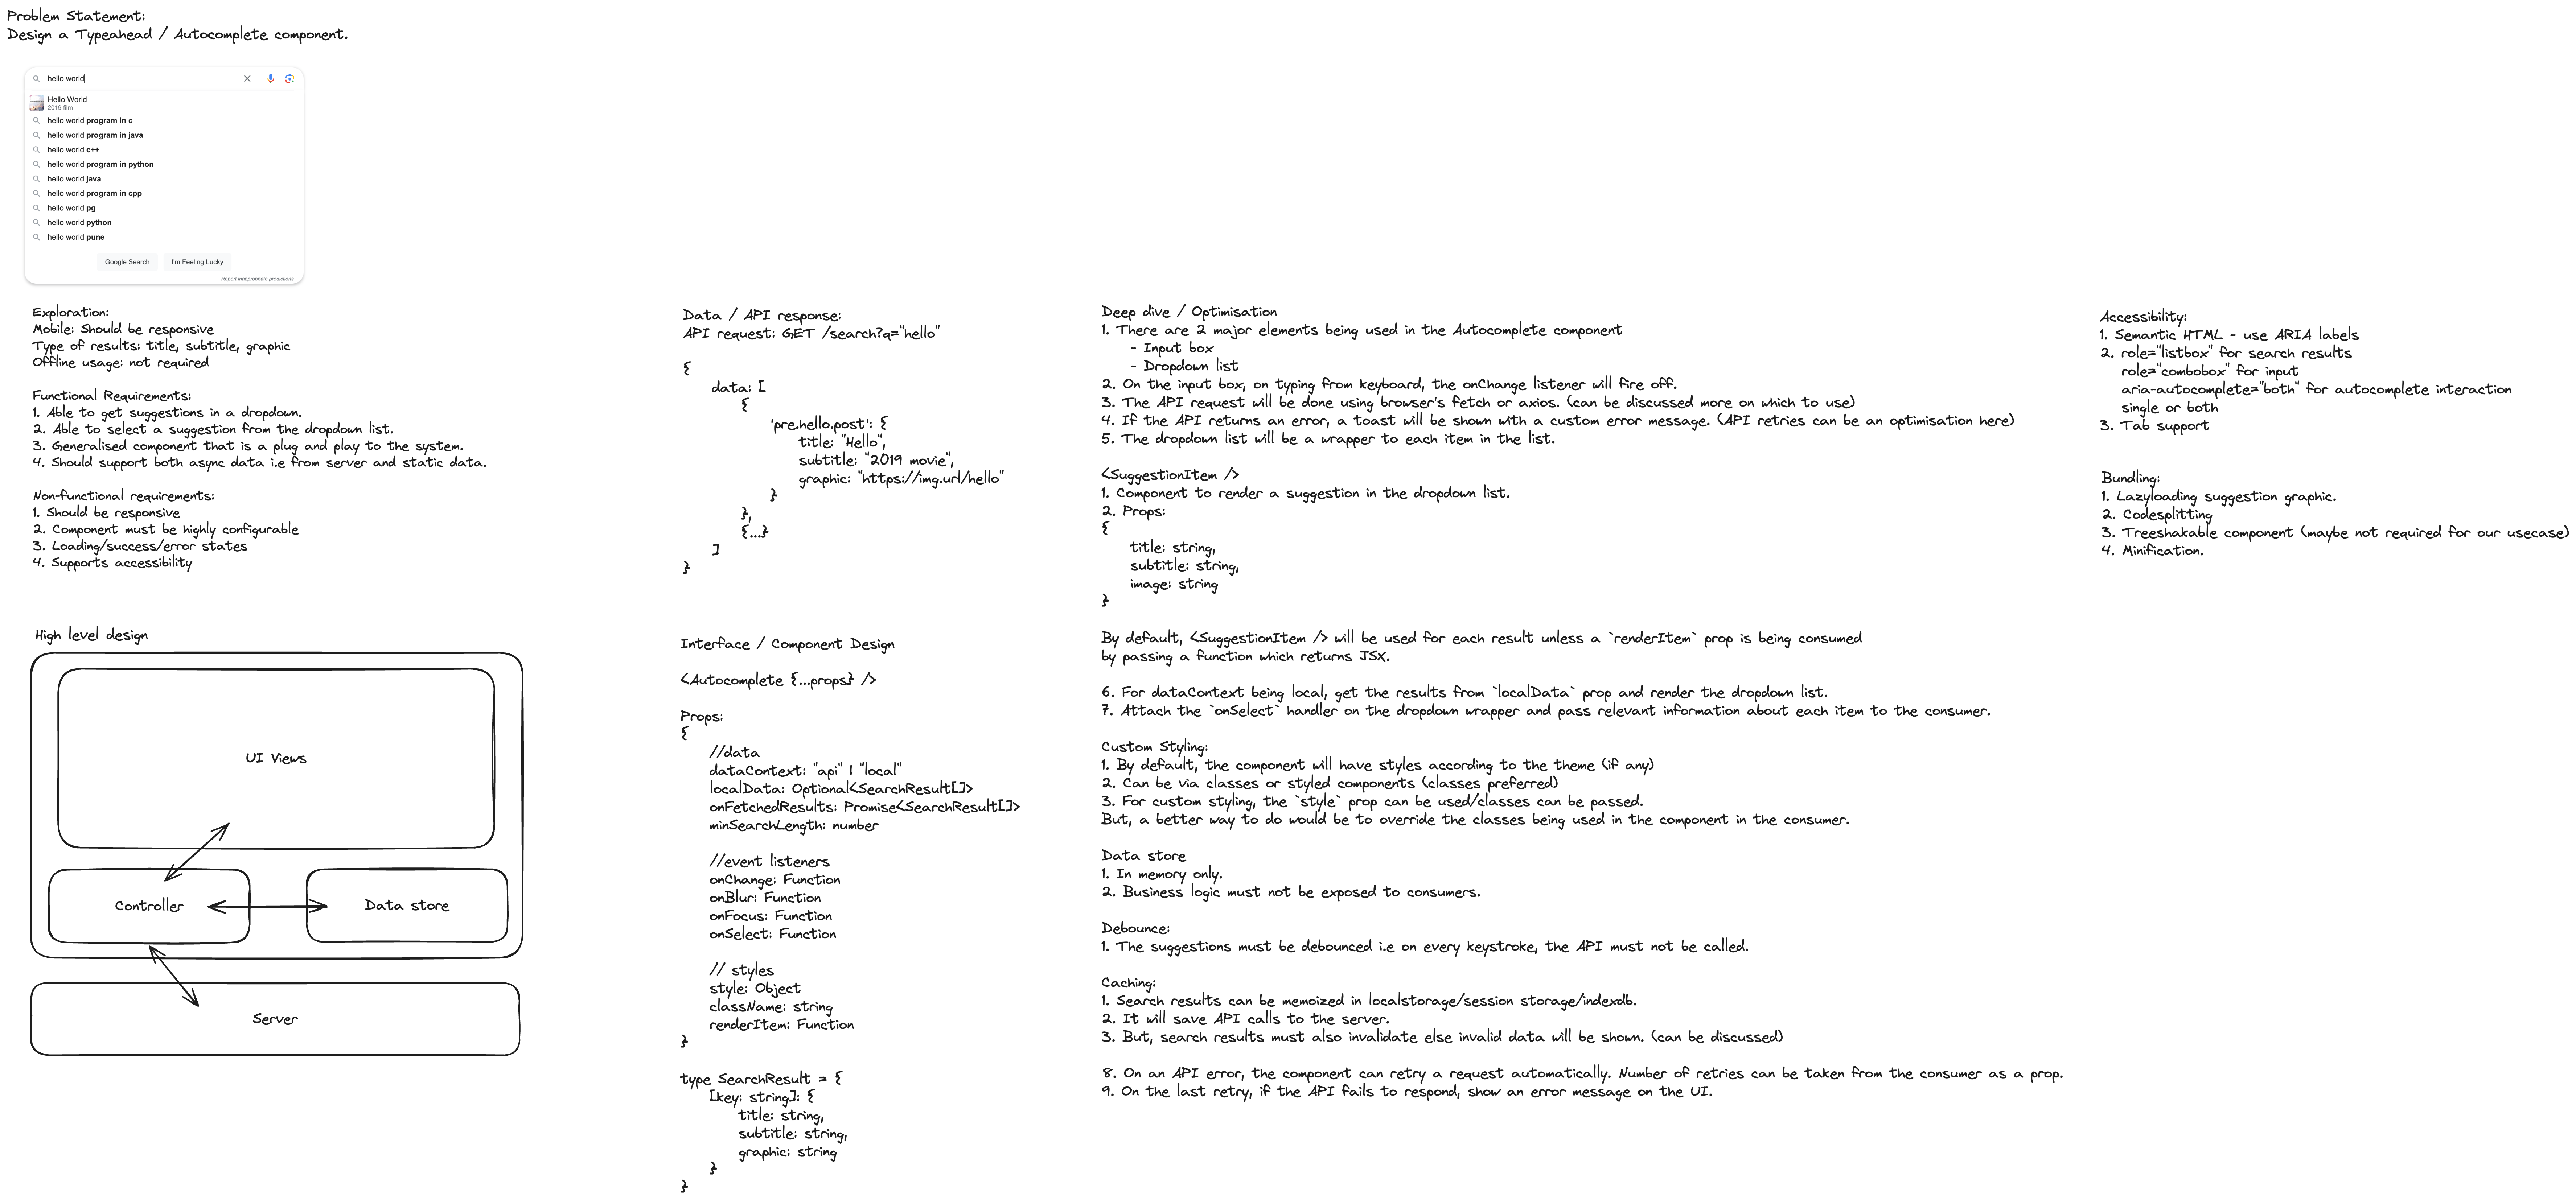 Problem Statement:
Design a Typeahead / Autocomplete component.
hello world
Hello World
2019 film
hello world program in c
hello world program in java
hello world c++
hello world program in python
hello world java
hello world program in cpp
hello world pg
hello world python
hello world pune
Google Search
I'm Feeling Lucky
Report inappropriate predictions
Exploration:
Mobile: Should be responsive
Type of results: title, subtitle, graphic
Offline usage: not required
Functional Requirements:
1. Able to get suggestions in a dropdown.
2. Able to select a suggestion from the dropdown list.
3. Generalised component that is a plug and play to the system.
4. Should support both async data i.e from server and static data.
Non-functional requirements:
1. Should be responsive
2. Component must be highly configurable
3. Loading/success/error states
4. Supports accessibility
High level design
UI Views
Controller
Data store
Server
Data / API response:
API request: GET /search?q="hello"
{
data: [
{
'pre.hello.post': {
title: "Hello",
subtitle: "2019 movie",
graphic: "https://img.url/hello"
}
},
{...}
]
}
Interface / Component Design
<Autocomplete {...props} />
Props:
{
//data
dataContext: "api" | "local"
localData: Optional<SearchResult[]>
onFetchedResults: Promise<SearchResult[]>
minSearchLength: number
//event listeners
onChange: Function
onBlur: Function
onFocus: Function
onSelect: Function
// styles
style: Object
className: string
renderItem: Function
}
type SearchResult = {
[key: string]: {
title: string,
subtitle: string,
graphic: string
}
}
Deep dive / Optimisation
1. There are 2 major elements being used in the Autocomplete component
- Input box
- Dropdown list
2. On the input box, on typing from keyboard, the onChange listener will fire off.
3. The API request will be done using browser's fetch or axios. (can be discussed more on which to use)
4. If the API returns an error, a toast will be shown with a custom error message. (API retries can be an optimisation here)
5. The dropdown list will be a wrapper to each item in the list.
<SuggestionItem />
1. Component to render a suggestion in the dropdown list.
2. Props:
{
title: string,
subtitle: string,
image: string
}
By default, <SuggestionItem /> will be used for each result unless a `renderItem` prop is being consumed
by passing a function which returns JSX.
6. For dataContext being local, get the results from `localData` prop and render the dropdown list.
7. Attach the `onSelect` handler on the dropdown wrapper and pass relevant information about each item to the consumer.
Custom Styling:
1. By default, the component will have styles according to the theme (if any)
2. Can be via classes or styled components (classes preferred)
3. For custom styling, the `style` prop can be used/classes can be passed.
But, a better way to do would be to override the classes being used in the component in the consumer.
Data store
1. In memory only.
2. Business logic must not be exposed to consumers.
Debounce:
1. The suggestions must be debounced i.e on every keystroke, the API must not be called.
Caching:
1. Search results can be memoized in localstorage/session storage/indexdb.
2. It will save API calls to the server.
3. But, search results must also invalidate else invalid data will be shown. (can be discussed)
8. On an API error, the component can retry a request automatically. Number of retries can be taken from the consumer as a prop.
9. On the last retry, if the API fails to respond, show an error message on the UI.
Accessibility:
1. Semantic HTML - use ARIA labels
2. role="listbox" for search results
role="combobox" for input
aria-autocomplete="both" for autocomplete interaction
single or both
3. Tab support
Bundling:
1. Lazyloading suggestion graphic.
2. Codesplitting
3. Treeshakable component (maybe not required for our usecase)
4. Minification.